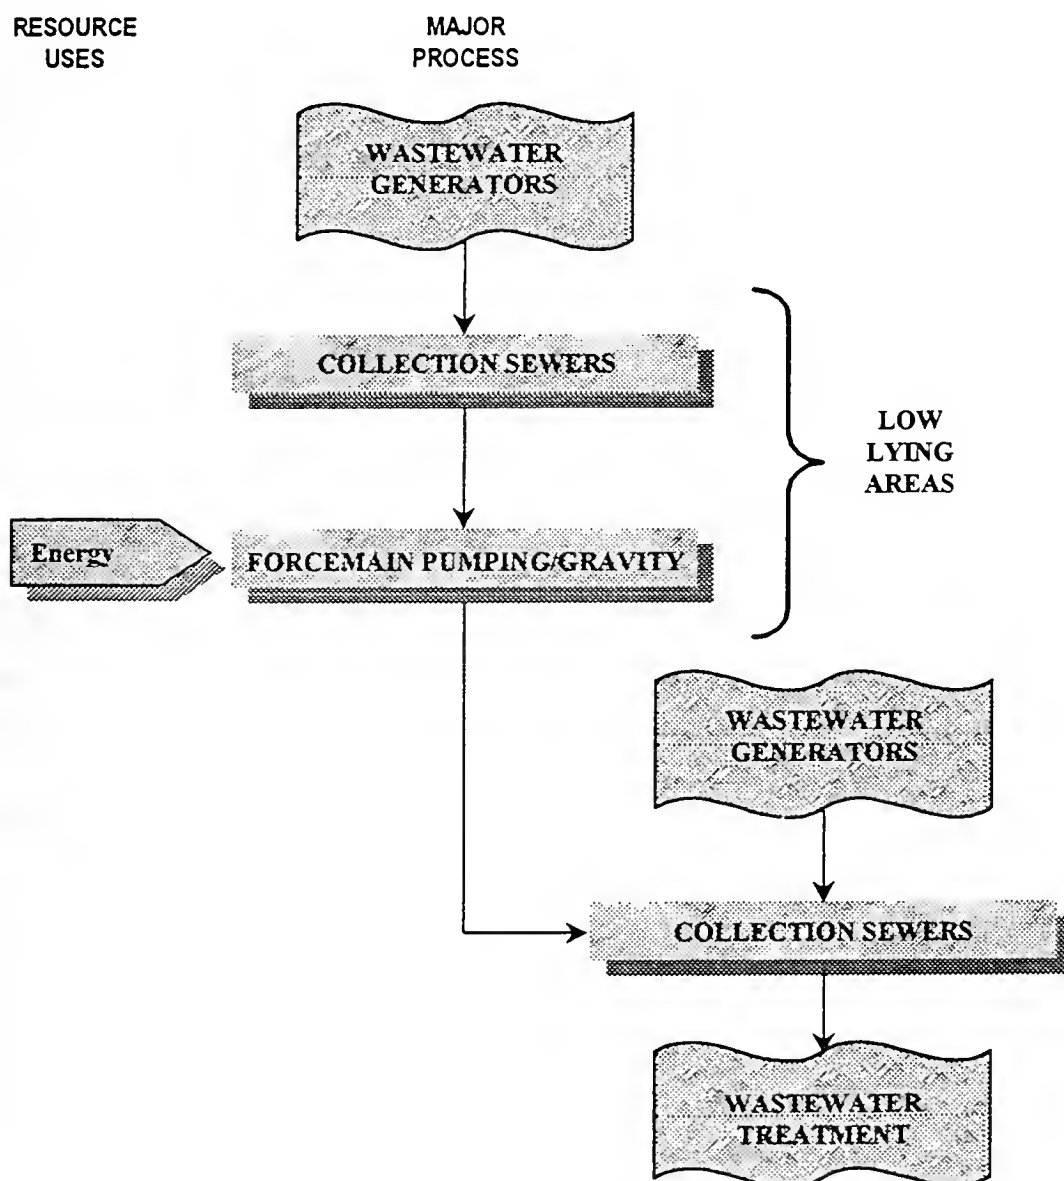 RESOURCE
USES
MAJOR
PROCESS
WASTEWATER
GENERATORS
COLLECTION SEWERS
LOW
LYING
AREAS
Energy
FORCEMAIN PUMPING/GRAVITY
WASTEWATER
GENERATORS
COLLECTION SEWERS
WASTEWATER
TREATMENT